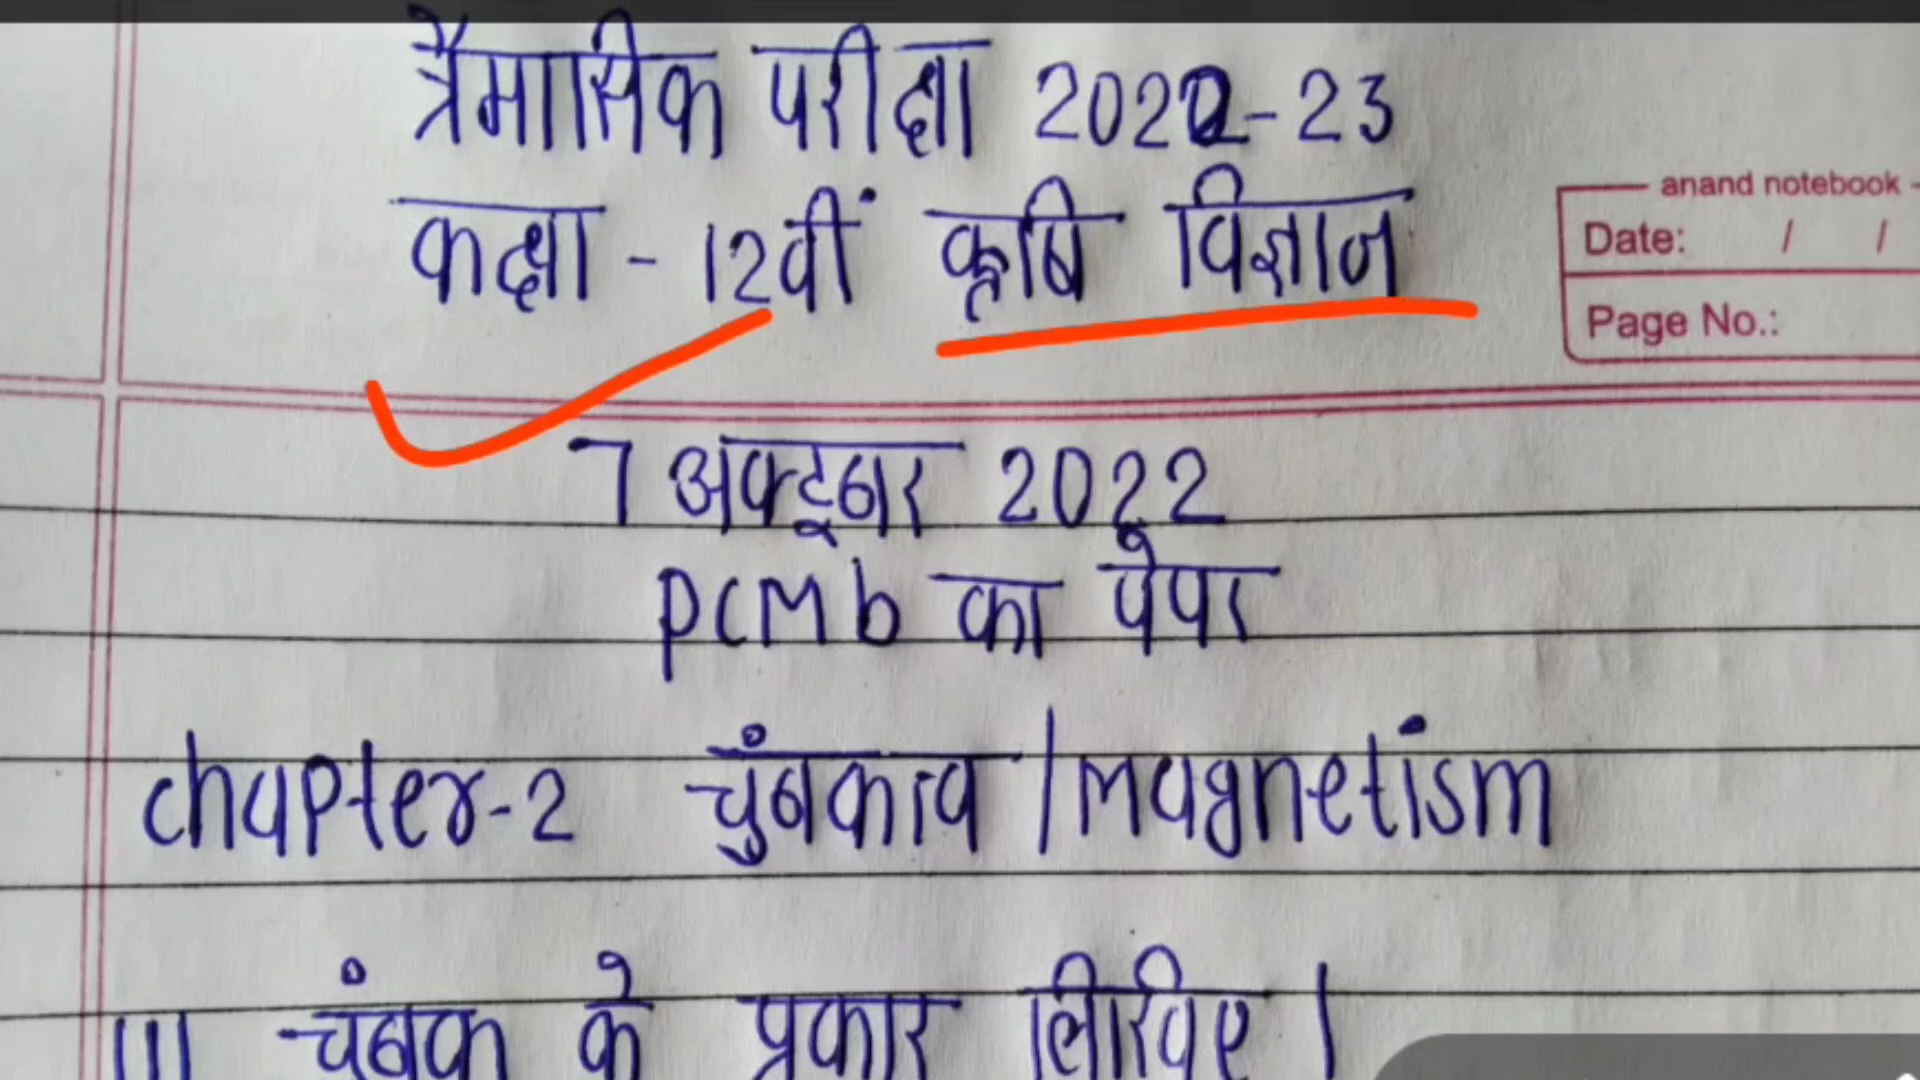 त्रैमासिक परीक्षा 2022-23
कक्षा - 12वीं कृषि विज्ञान
anand notebook
Date: / /
Page No.:
7 अक्टूबर 2022
PCMb का पेपर
Chapter-2 चुंबकत्व / Magnetism
चुंबक के प्रकार लिखिए।